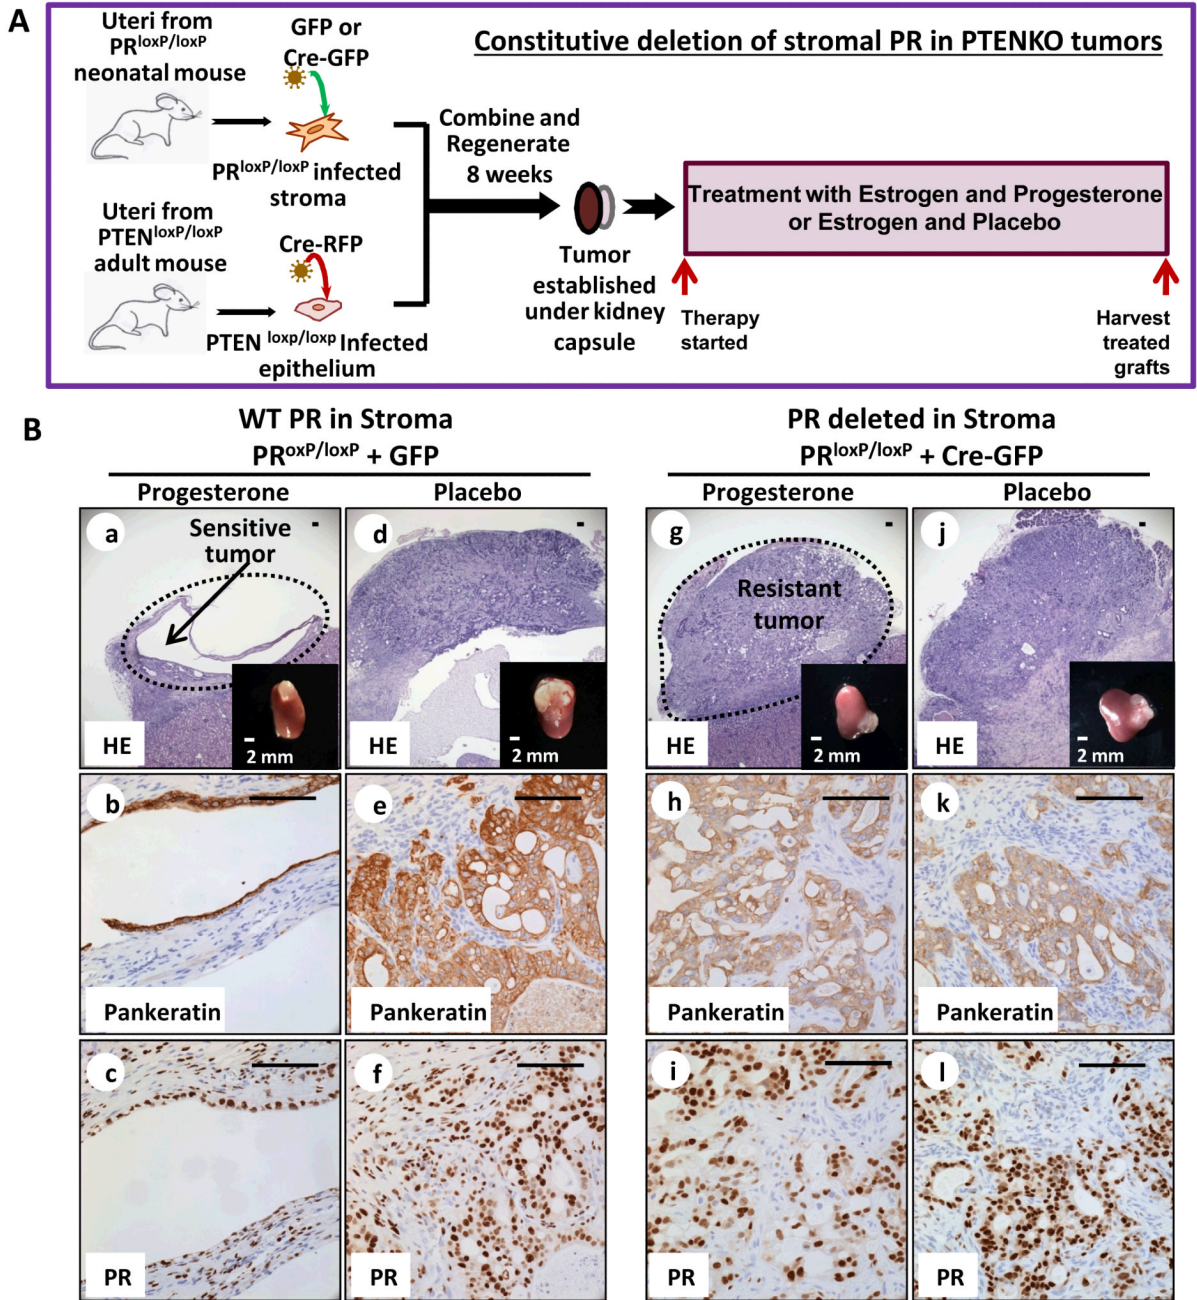 A
Uteri from
PRloxP/loxP
neonatal mouse
GFP or
Cre-GFP
PRloxP/loxP infected
stroma
Uteri from
PTENloxP/loxP
adult mouse
Cre-RFP
PTEN loxp/loxp Infected
epithelium
Constitutive deletion of stromal PR in PTENKO tumors
Combine and
Regenerate
8 weeks
Tumor
established
under kidney
capsule
Treatment with Estrogen and Progesterone
or Estrogen and Placebo
Therapy
started
Harvest
treated
grafts
B
WT PR in Stroma
PRoxP/loxP + GFP
Progesterone
Placebo
PR deleted in Stroma
PRloxP/loxP + Cre-GFP
Progesterone
Placebo
a
Sensitive
tumor
HE
2 mm
d
HE
2 mm
g
Resistant
tumor
HE
2 mm
j
HE
2 mm
b
Pankeratin
e
Pankeratin
h
Pankeratin
k
Pankeratin
c
PR
f
PR
i
PR
l
PR